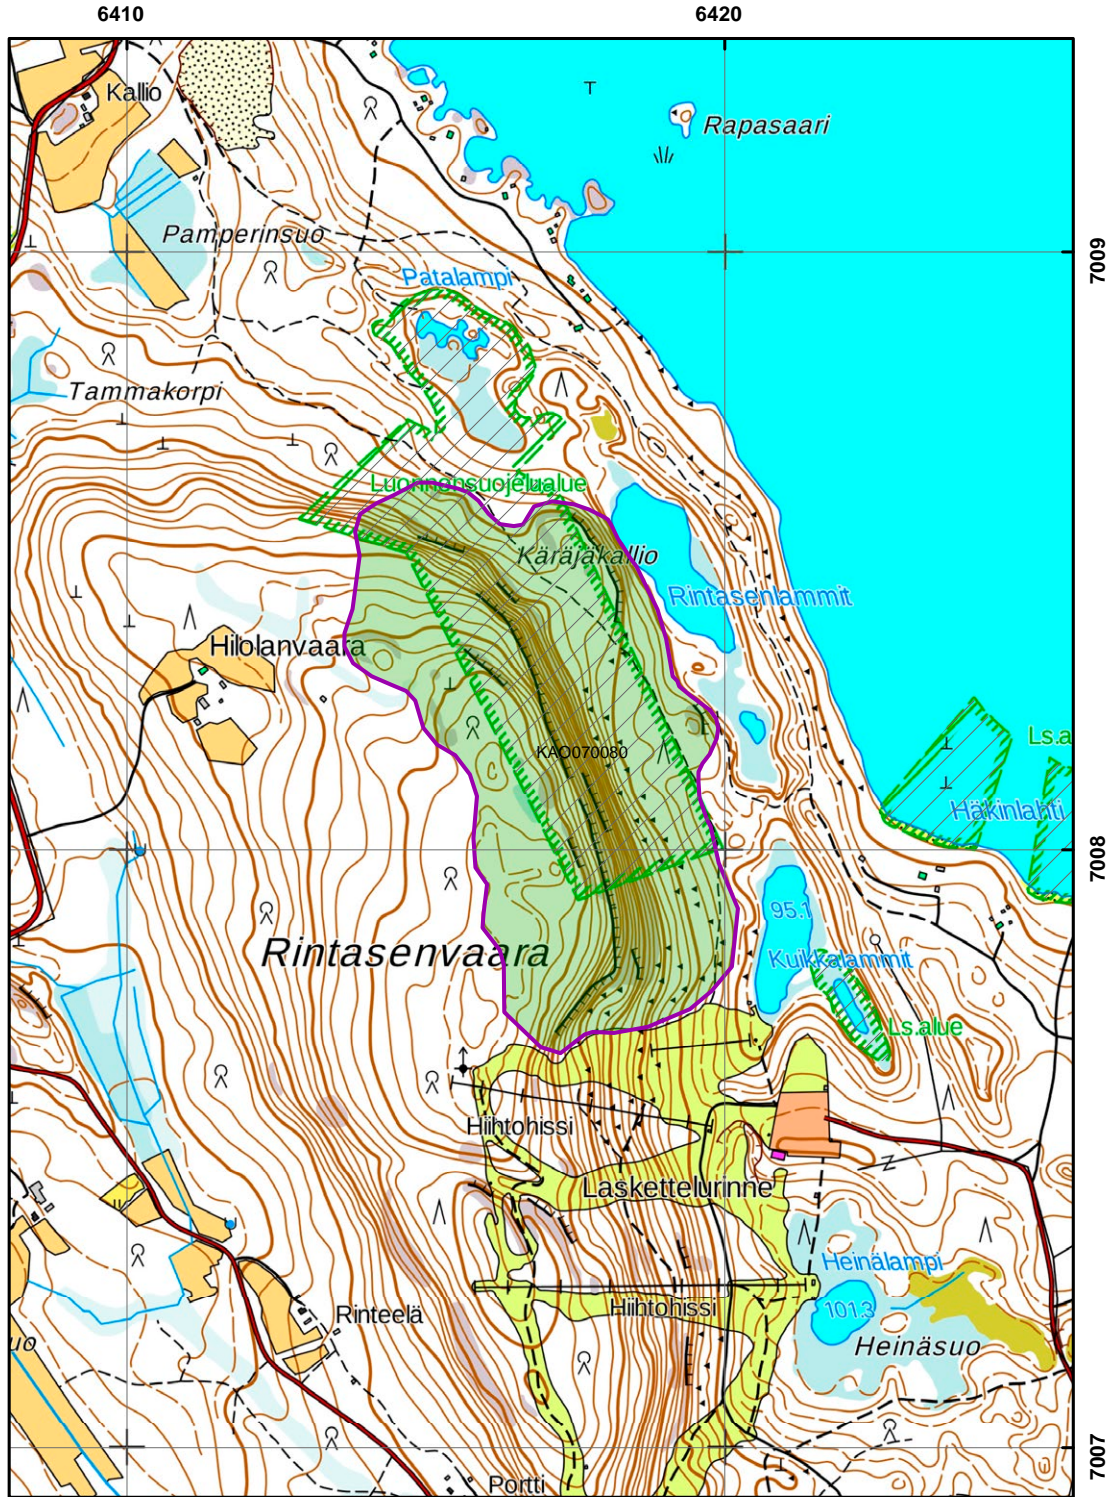 6410
6420
Kallio
Rapasaari
Pamperinsuo
7009
Patalampi
Tammakorpi
Luonnonsuojelualue
Käräjäkallio
Rintasenlammit
Hilolanvaara
KAO070080
Ls.a
Häkinlahti
7008
95.1
Rintasenvaara
Kuikkalammit
Ls.alue
Hiihtohissi
Laskettelurinne
Heinälampi
Rinteelä
Hiihtohissi
101.3
Heinäsuo
uo
7007
Portti